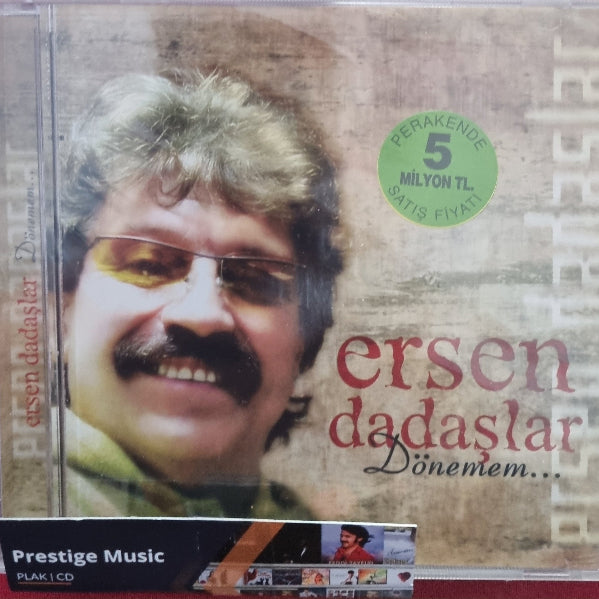 PERAKENDE
5
MİLYON TL.
SATIŞ FİYATI
ersen
dadaşlar
Dönemem...
ersen dadaşlar Dönemem...
Prestige Music
PLAK | CD